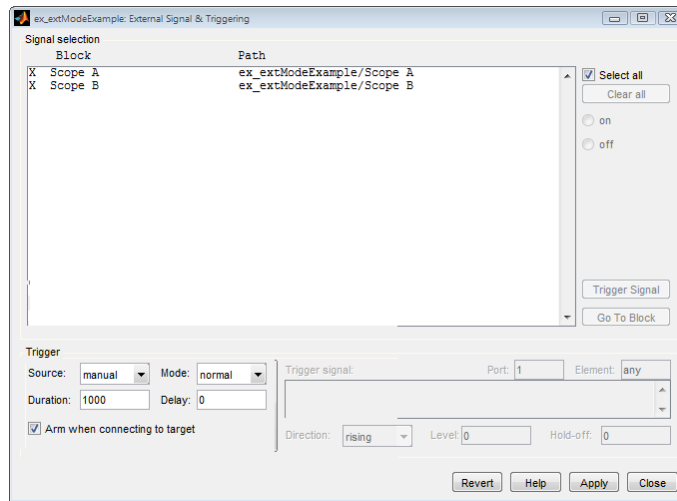 ex_extModeExample: External Signal & Triggering
Signal selection
Block Path
X Scope A ex_extModeExample/Scope A
X Scope B ex_extModeExample/Scope B
Select all
Clear all
on
off
Trigger Signal
Go To Block
Trigger
Source: manual Mode: normal
Duration: 1000 Delay: 0
Arm when connecting to target
Trigger signal: Port: 1 Element: any
Direction: rising Level: 0 Hold-off: 0
Revert Help Apply Close